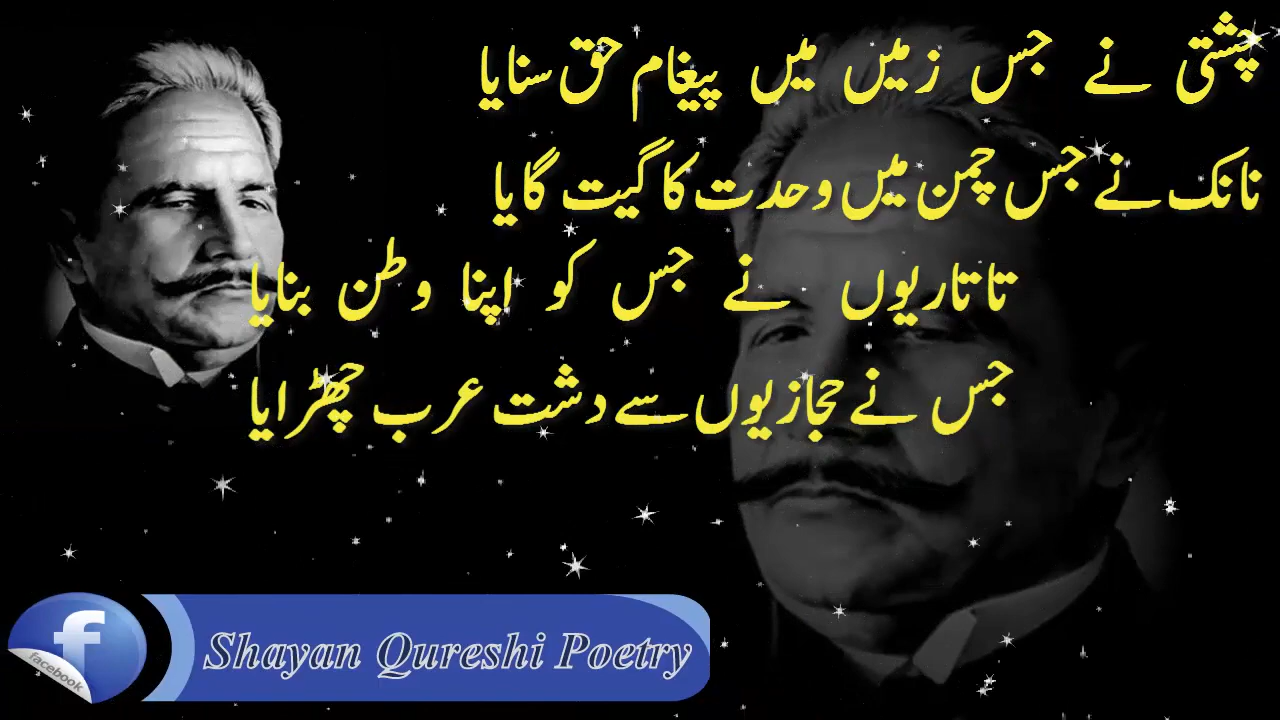 چشتی نے جس زمیں میں پیغام حق سنایا
نانک نے جس چمن میں وحدت کا گیت گایا
تاتاریوں نے جس کو اپنا وطن بنایا
جس نے حجازیوں سے دشت عرب چھڑایا
f
facebook
Shayan Qureshi Poetry